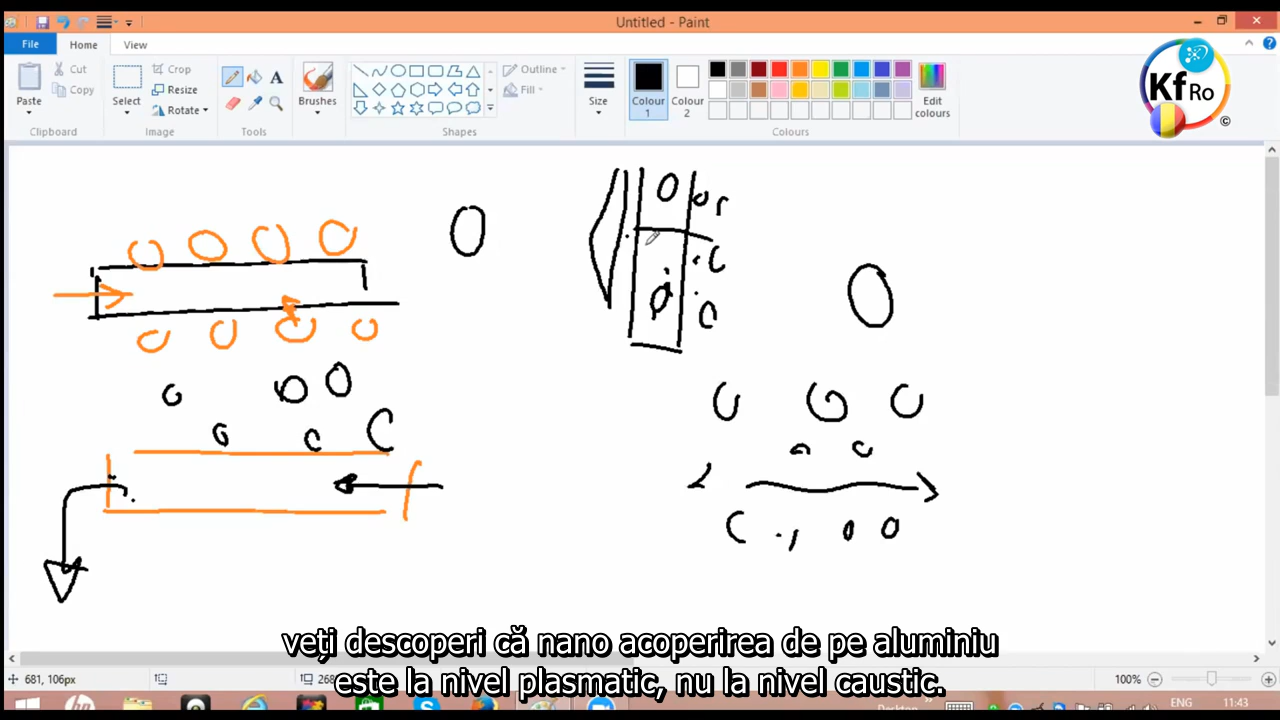 Untitled - Paint
File
Home
View
Paste
Cut
Copy
Clipboard
Select
Crop
Resize
Rotate
Image
Tools
Brushes
Shapes
Outline
Fill
Size
Colour 1
Colour 2
Edit colours
Colours
Kf Ro
©
veți descoperi că nano acoperirea de pe aluminiu
este la nivel plasmatic, nu la nivel caustic.
681, 106px
100%
Desktop
ENG
11:43